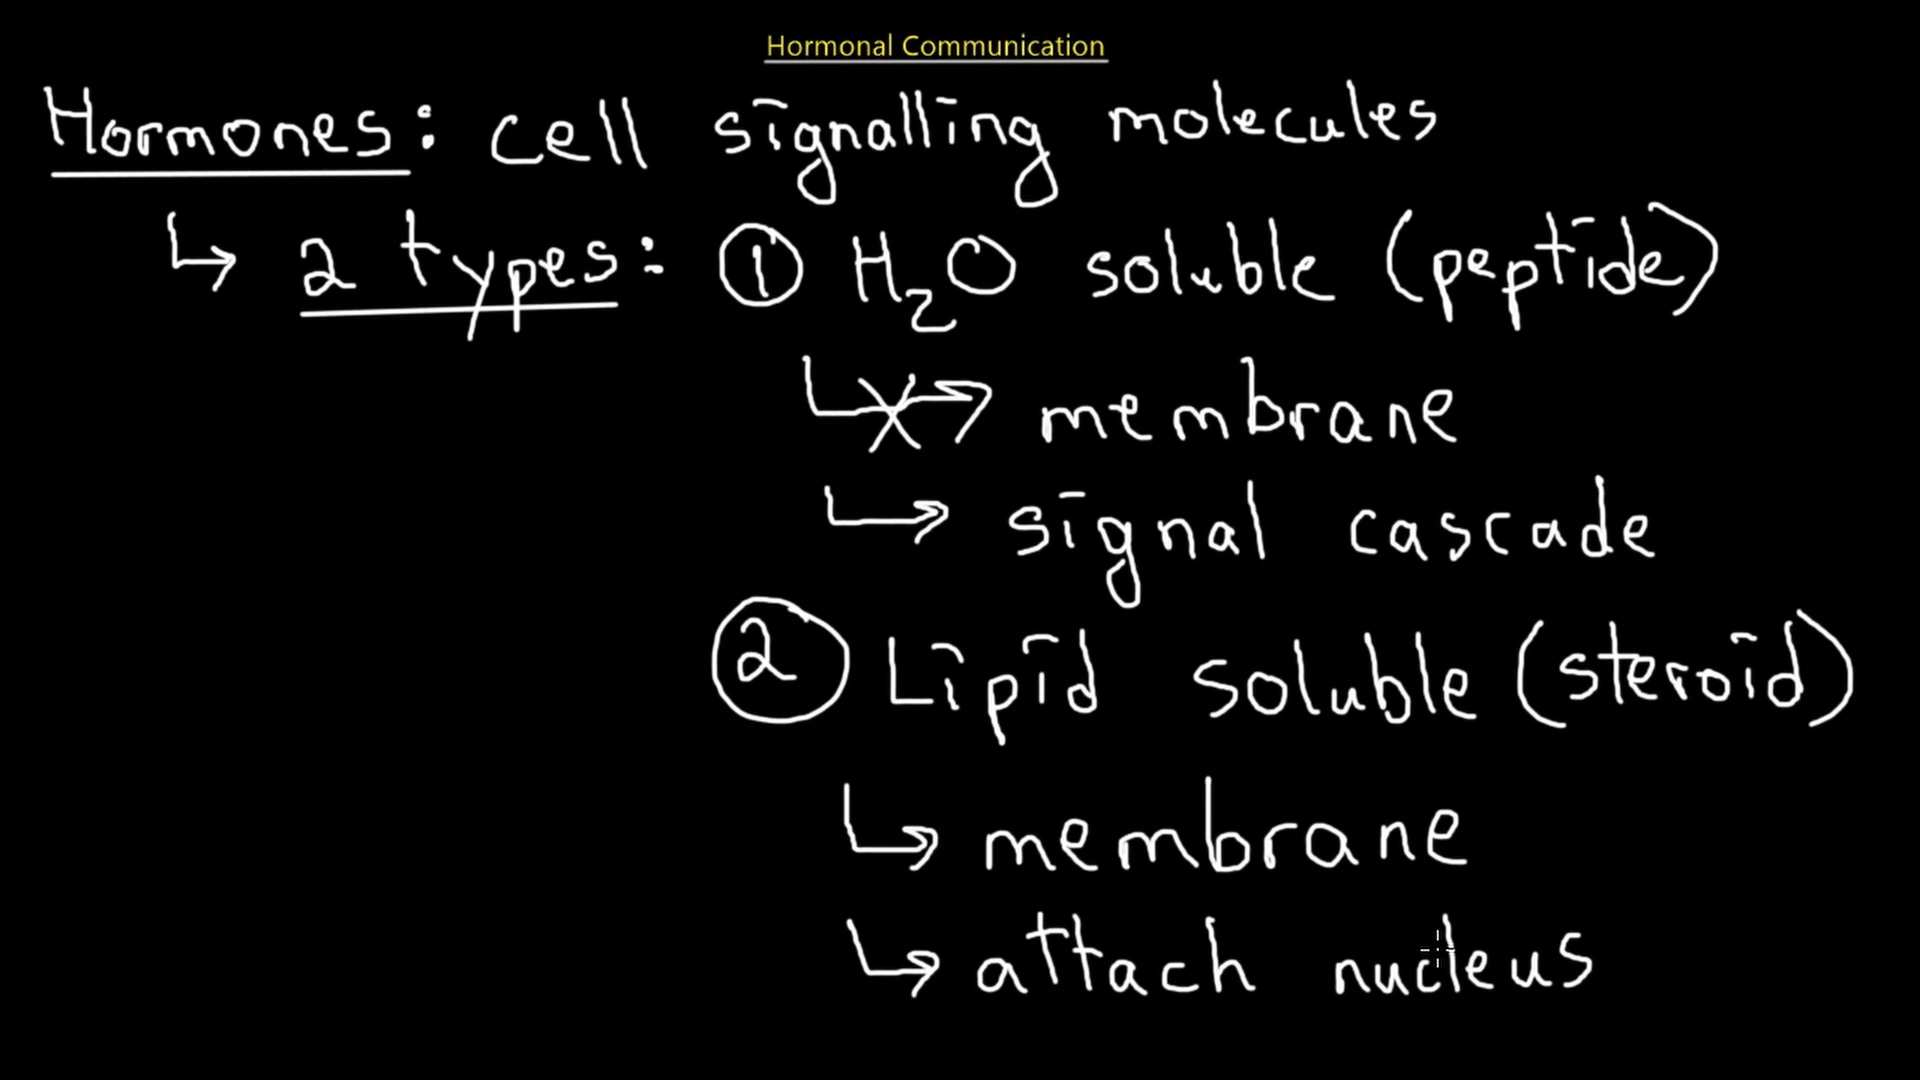 Hormonal Communication
Hormones: cell signalling molecules
↳ 2 types: ① H₂O soluble (peptide)
↳ membrane
↳ signal cascade
② Lipid soluble (steroid)
↳ membrane
↳ attach nucleus